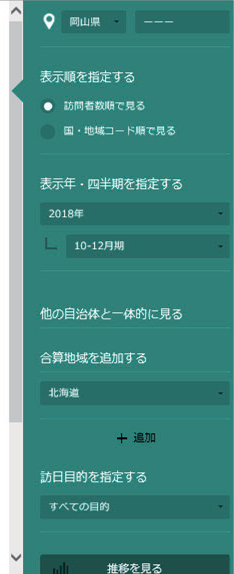 岡山県 ーーー
表示順を指定する
訪問者数順で見る
国・地域コード順で見る
表示年・四半期を指定する
2018年
10-12月期
他の自治体と一体的に見る
合算地域を追加する
北海道
+ 追加
訪日目的を指定する
すべての目的
推移を見る